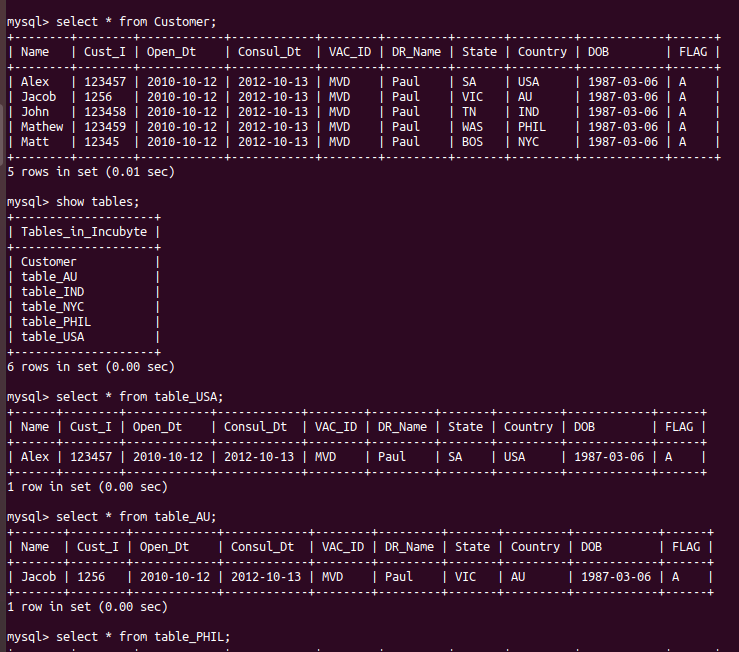 mysql> select * from Customer;
+--------+--------+------------+------------+--------+---------+-------+---------+------------+------+
| Name   | Cust_I | Open_Dt    | Consul_Dt  | VAC_ID | DR_Name | State | Country | DOB        | FLAG |
+--------+--------+------------+------------+--------+---------+-------+---------+------------+------+
| Alex   | 123457 | 2010-10-12 | 2012-10-13 | MVD    | Paul    | SA    | USA     | 1987-03-06 | A    |
| Jacob  | 1256   | 2010-10-12 | 2012-10-13 | MVD    | Paul    | VIC   | AU      | 1987-03-06 | A    |
| John   | 123458 | 2010-10-12 | 2012-10-13 | MVD    | Paul    | TN    | IND     | 1987-03-06 | A    |
| Mathew | 123459 | 2010-10-12 | 2012-10-13 | MVD    | Paul    | WAS   | PHIL    | 1987-03-06 | A    |
| Matt   | 12345  | 2010-10-12 | 2012-10-13 | MVD    | Paul    | BOS   | NYC     | 1987-03-06 | A    |
+--------+--------+------------+------------+--------+---------+-------+---------+------------+------+
5 rows in set (0.01 sec)
mysql> show tables;
+--------------------+
| Tables_in_Incubyte |
+--------------------+
| Customer           |
| table_AU           |
| table_IND          |
| table_NYC          |
| table_PHIL         |
| table_USA          |
+--------------------+
6 rows in set (0.00 sec)
mysql> select * from table_USA;
+------+--------+------------+------------+--------+---------+-------+---------+------------+------+
| Name | Cust_I | Open_Dt    | Consul_Dt  | VAC_ID | DR_Name | State | Country | DOB        | FLAG |
+------+--------+------------+------------+--------+---------+-------+---------+------------+------+
| Alex | 123457 | 2010-10-12 | 2012-10-13 | MVD    | Paul    | SA    | USA     | 1987-03-06 | A    |
+------+--------+------------+------------+--------+---------+-------+---------+------------+------+
1 row in set (0.00 sec)
mysql> select * from table_AU;
+-------+--------+------------+------------+--------+---------+-------+---------+------------+------+
| Name  | Cust_I | Open_Dt    | Consul_Dt  | VAC_ID | DR_Name | State | Country | DOB        | FLAG |
+-------+--------+------------+------------+--------+---------+-------+---------+------------+------+
| Jacob | 1256   | 2010-10-12 | 2012-10-13 | MVD    | Paul    | VIC   | AU      | 1987-03-06 | A    |
+-------+--------+------------+------------+--------+---------+-------+---------+------------+------+
1 row in set (0.00 sec)
mysql> select * from table_PHIL;